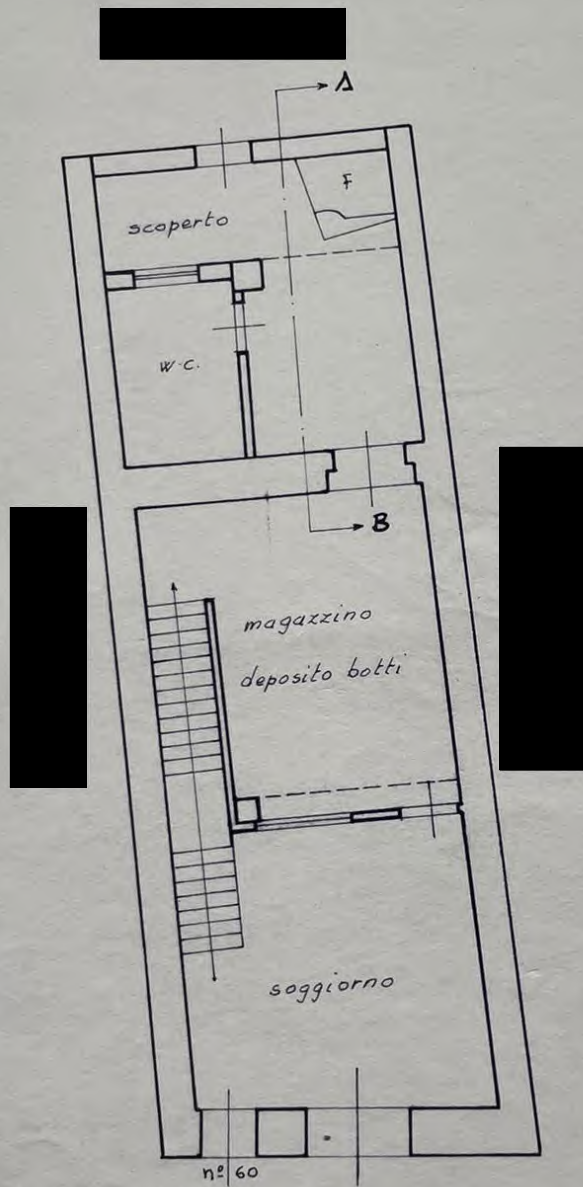 A
F
scoperto
w.c.
B
magazzino
deposito botti
soggiorno
nº 60